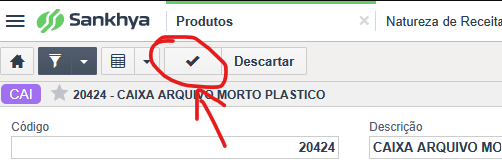 Sankhya Produtos Natureza de Receita
Descartar
CAI 20424 - CAIXA ARQUIVO MORTO PLASTICO
Código Descrição
20424 CAIXA ARQUIVO MO